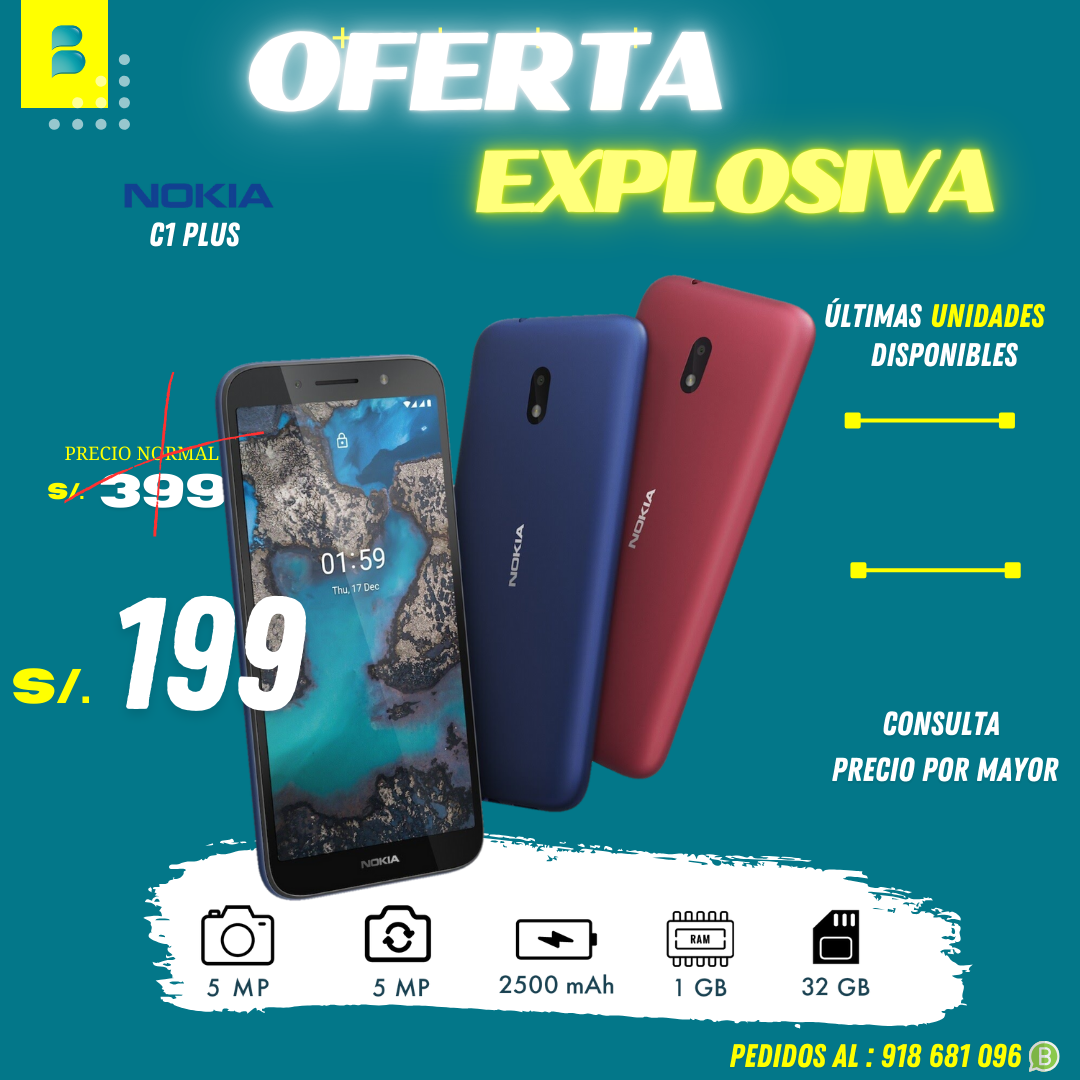 B
OFERTA
EXPLOSIVA
NOKIA
C1 PLUS
ÚLTIMAS UNIDADES
DISPONIBLES
PRECIO NORMAL
S/. 399
01:59
Thu, 17 Dec
NOKIA
NOKIA
S/. 199
CONSULTA
PRECIO POR MAYOR
NOKIA
RAM
5 MP
5 MP
2500 mAh
1 GB
32 GB
PEDIDOS AL : 918 681 096 B